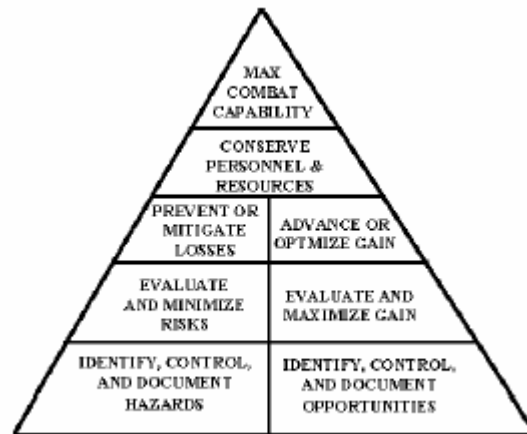 MAX
COMBAT
CAPABILITY
CONSERVE
PERSONNEL &
RESOURCES
PREVENT OR
MITIGATE
LOSSES
ADVANCE OR
OPTMIZE GAIN
EVALUATE
AND MINIMIZE
RISKS
EVALUATE AND
MAXIMIZE GAIN
IDENTIFY, CONTROL,
AND DOCUMENT
HAZARDS
IDENTIFY, CONTROL,
AND DOCUMENT
OPPORTUNITIES